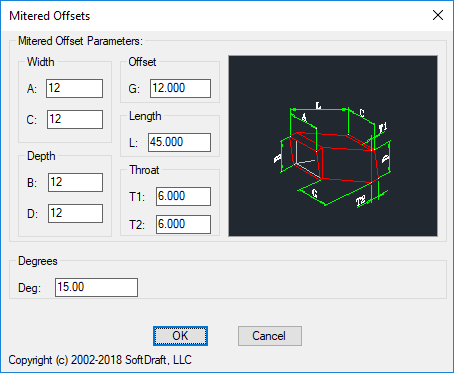 Mitered Offsets
Mitered Offset Parameters:
Width
A: 12
C: 12
Depth
B: 12
D: 12
Offset
G: 12.000
Length
L: 45.000
Throat
T1: 6.000
T2: 6.000
L
A
C
T1
B
D
G
T2
Degrees
Deg: 15.00
OK
Cancel
Copyright (c) 2002-2018 SoftDraft, LLC